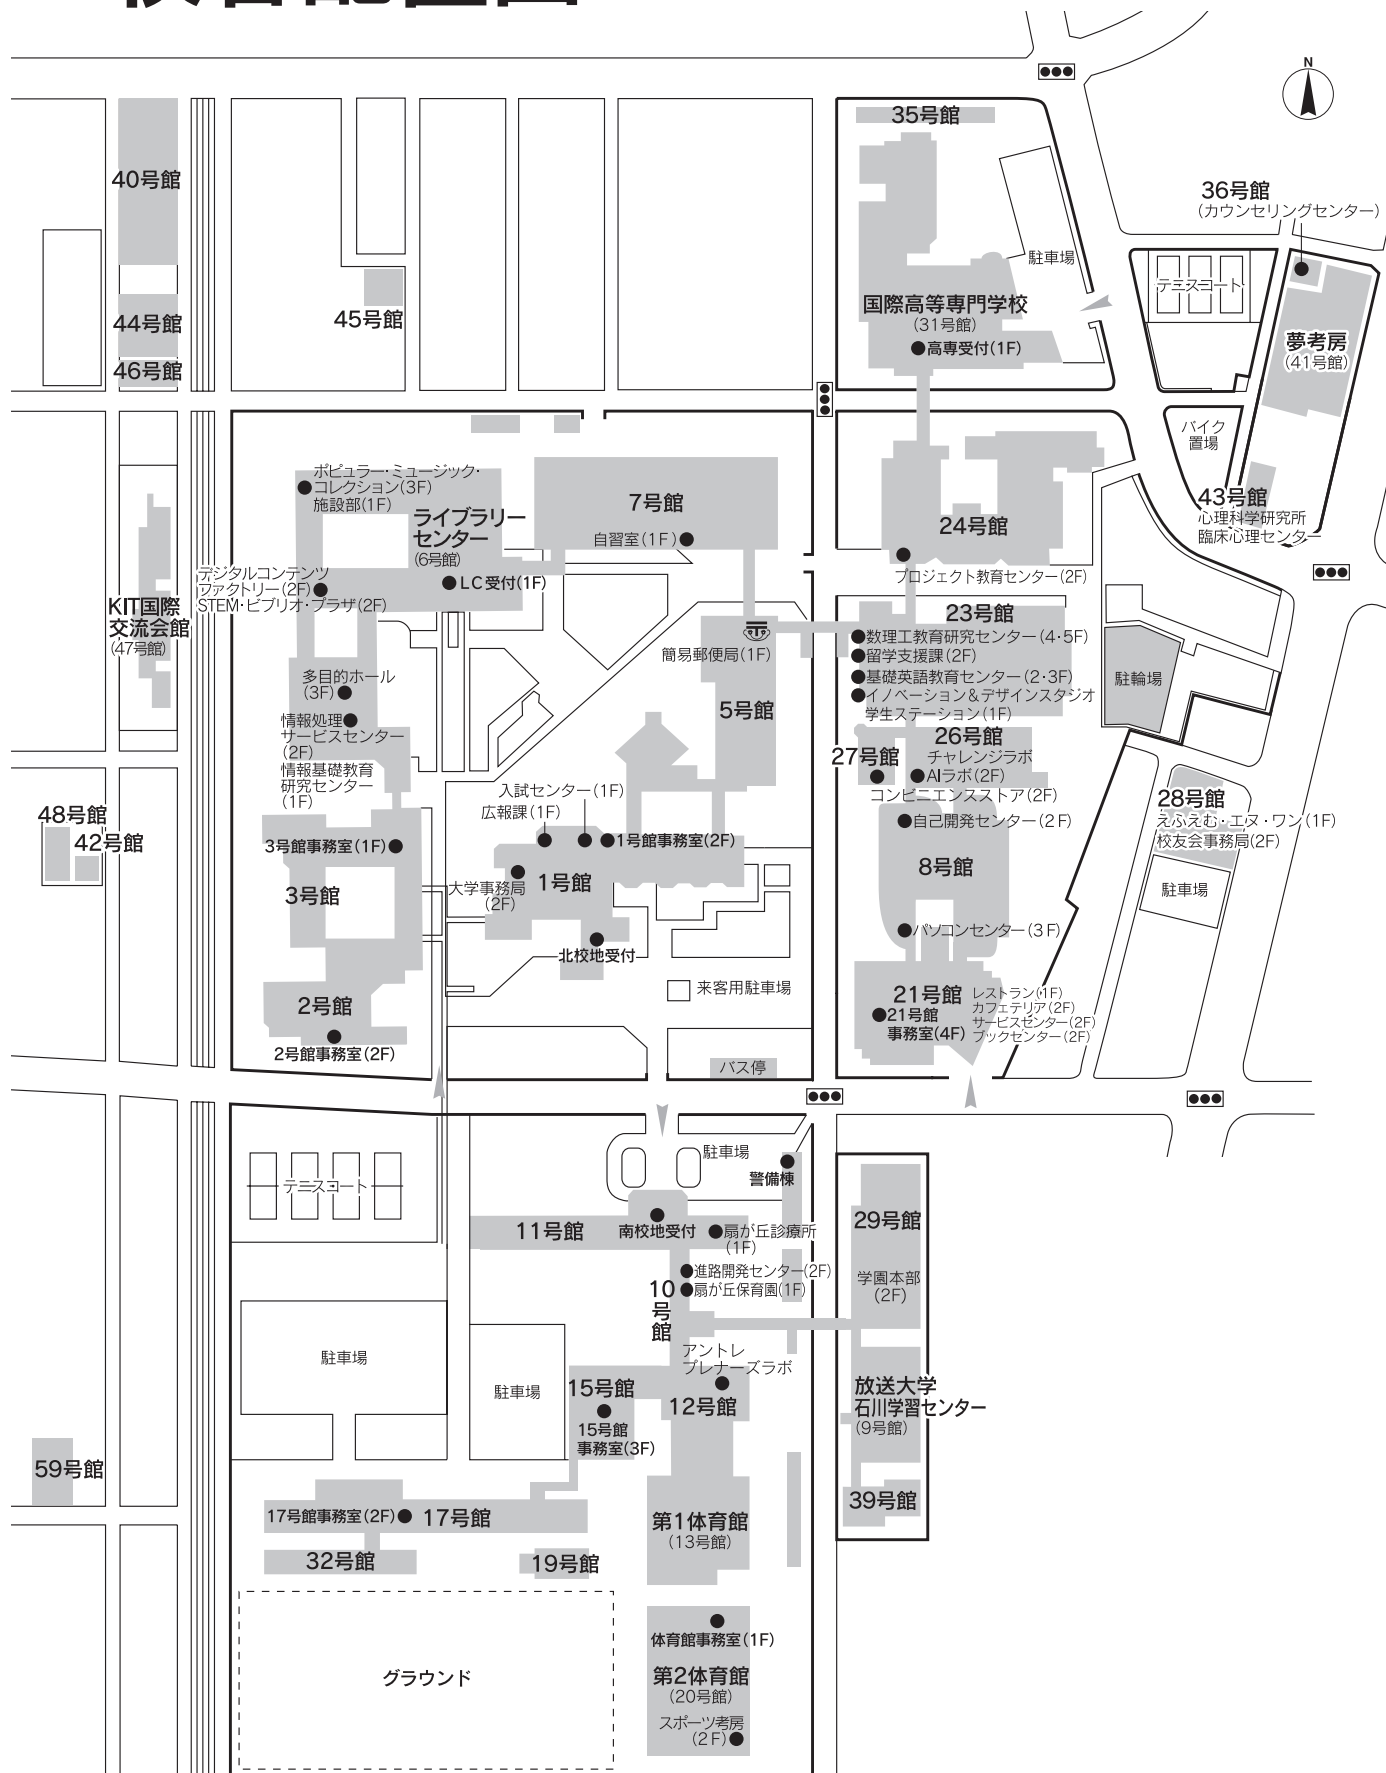 N
35号館
40号館
36号館
(カウンセリングセンター)
駐車場
テニスコート
国際高等専門学校
(31号館)
高専受付(1F)
44号館
45号館
46号館
夢考房
(41号館)
バイク
置場
ポピュラー・ミュージック・
コレクション(3F)
施設部(1F)
ライブラリー
センター
(6号館)
7号館
自習室(1F)
24号館
43号館
心理科学研究所
臨床心理センター
デジタルコンテンツ
ファクトリー(2F)
STEM・ビブリオ・プラザ(2F)
LC受付(1F)
プロジェクト教育センター(2F)
KIT国際
交流会館
(47号館)
23号館
数理工教育研究センター(4・5F)
留学支援課(2F)
基礎英語教育センター(2・3F)
イノベーション&デザインスタジオ
学生ステーション(1F)
簡易郵便局(1F)
5号館
駐輪場
多目的ホール
(3F)
情報処理
サービスセンター
(2F)
情報基礎教育
研究センター
(1F)
26号館
チャレンジラボ
AIラボ(2F)
27号館
コンビニエンスストア(2F)
入試センター(1F)
広報課(1F)
28号館
えふえむ・エヌ・ワン(1F)
校友会事務局(2F)
48号館
42号館
自己開発センター(2F)
3号館事務室(1F)
1号館事務室(2F)
8号館
3号館
大学事務局
(2F)
1号館
駐車場
パソコンセンター(3F)
北校地受付
来客用駐車場
2号館
2号館事務室(2F)
21号館
21号館
事務室(4F)
レストラン(1F)
カフェテリア(2F)
サービスセンター(2F)
ブックセンター(2F)
バス停
駐車場
警備棟
テニスコート
11号館
南校地受付
扇が丘診療所
(1F)
29号館
進路開発センター(2F)
扇が丘保育園(1F)
10
号
館
学園本部
(2F)
駐車場
アントレ
プレナーズラボ
駐車場
15号館
12号館
15号館
事務室(3F)
放送大学
石川学習センター
(9号館)
59号館
39号館
17号館事務室(2F)
17号館
第1体育館
(13号館)
32号館
19号館
体育館事務室(1F)
グラウンド
第2体育館
(20号館)
スポーツ考房
(2F)